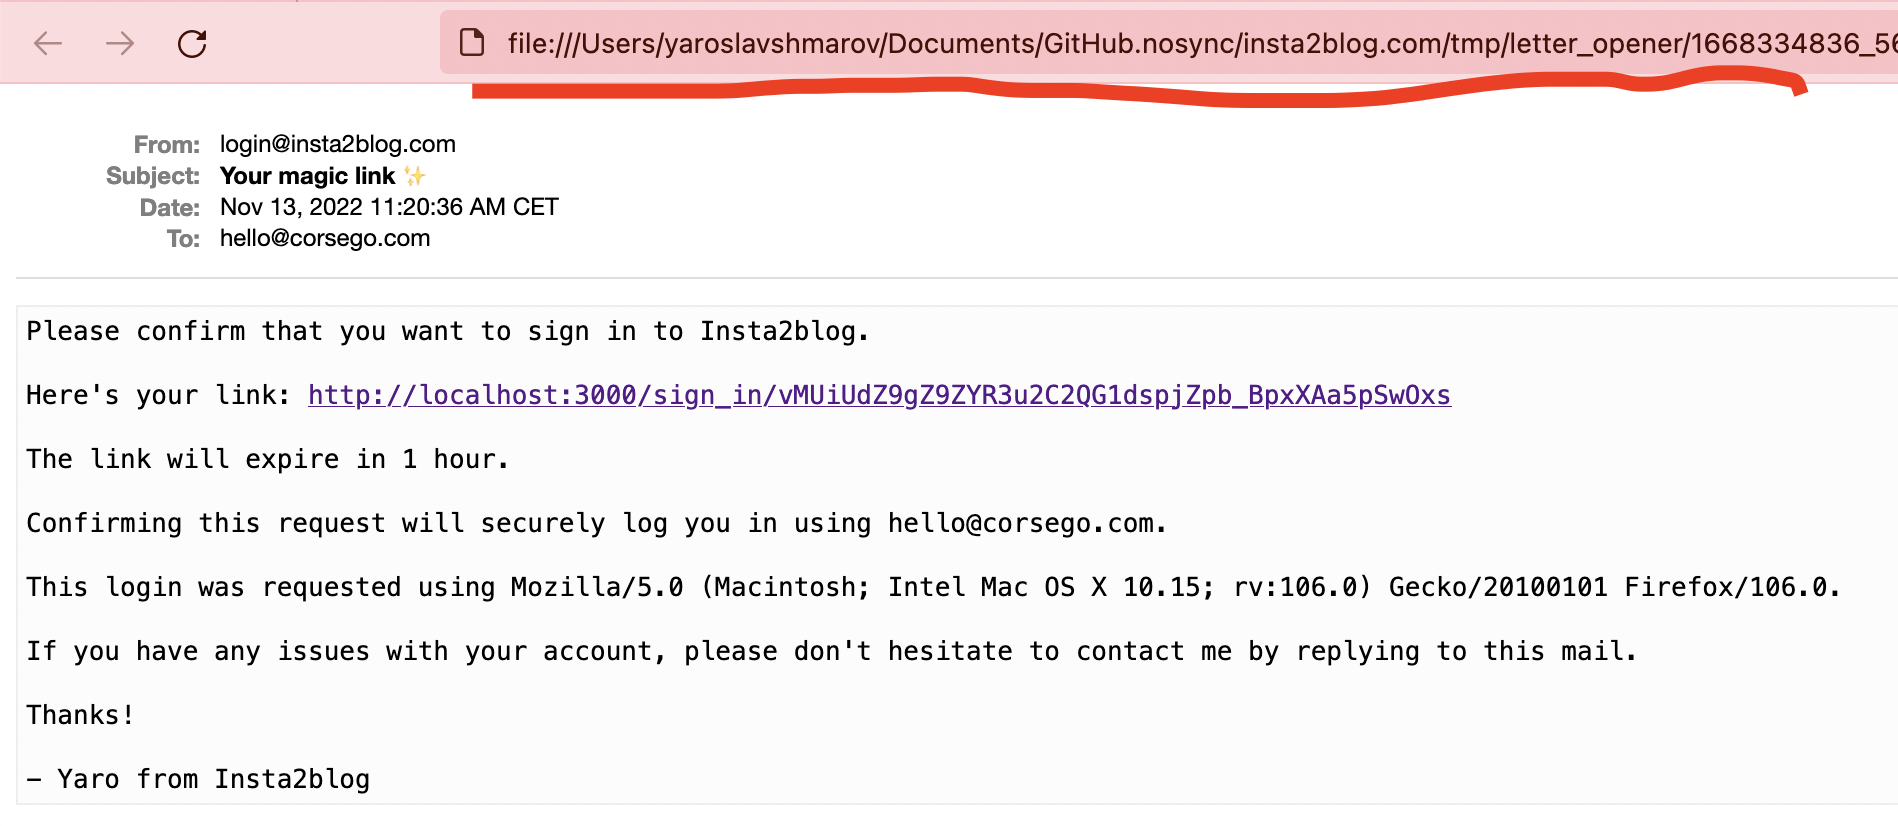 file:///Users/yaroslavshmarov/Documents/GitHub.nosync/insta2blog.com/tmp/letter_opener/1668334836_56
From: login@insta2blog.com
Subject: Your magic link ✨
Date: Nov 13, 2022 11:20:36 AM CET
To: hello@corsego.com
Please confirm that you want to sign in to Insta2blog.
Here's your link: http://localhost:3000/sign_in/vMUiUdZ9gZ9ZYR3u2C2QG1dspjZpb_BpxXAa5pSwOxs
The link will expire in 1 hour.
Confirming this request will securely log you in using hello@corsego.com.
This login was requested using Mozilla/5.0 (Macintosh; Intel Mac OS X 10.15; rv:106.0) Gecko/20100101 Firefox/106.0.
If you have any issues with your account, please don't hesitate to contact me by replying to this mail.
Thanks!
– Yaro from Insta2blog